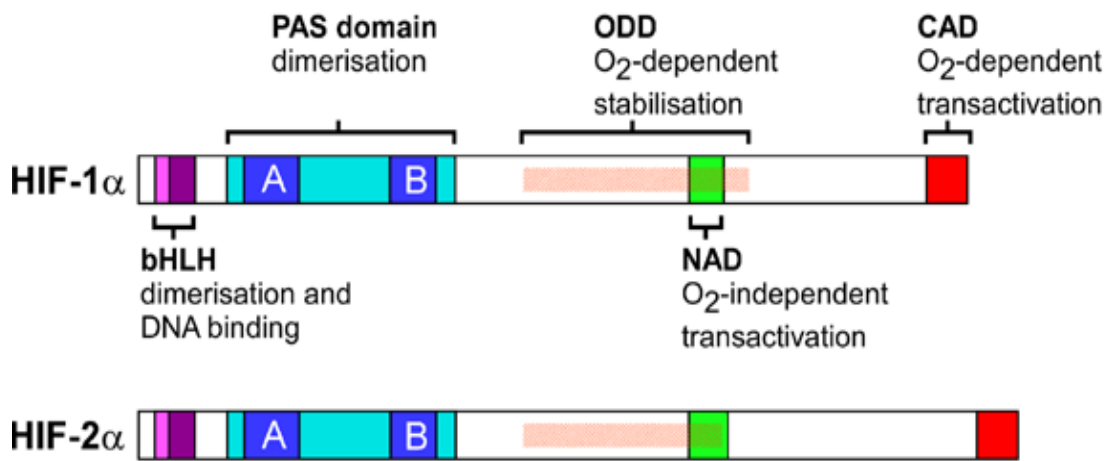 PAS domain
dimerisation
ODD
O2-dependent
stabilisation
CAD
O2-dependent
transactivation
HIF-1α
A
B
bHLH
dimerisation and
DNA binding
NAD
O2-independent
transactivation
HIF-2α
A
B